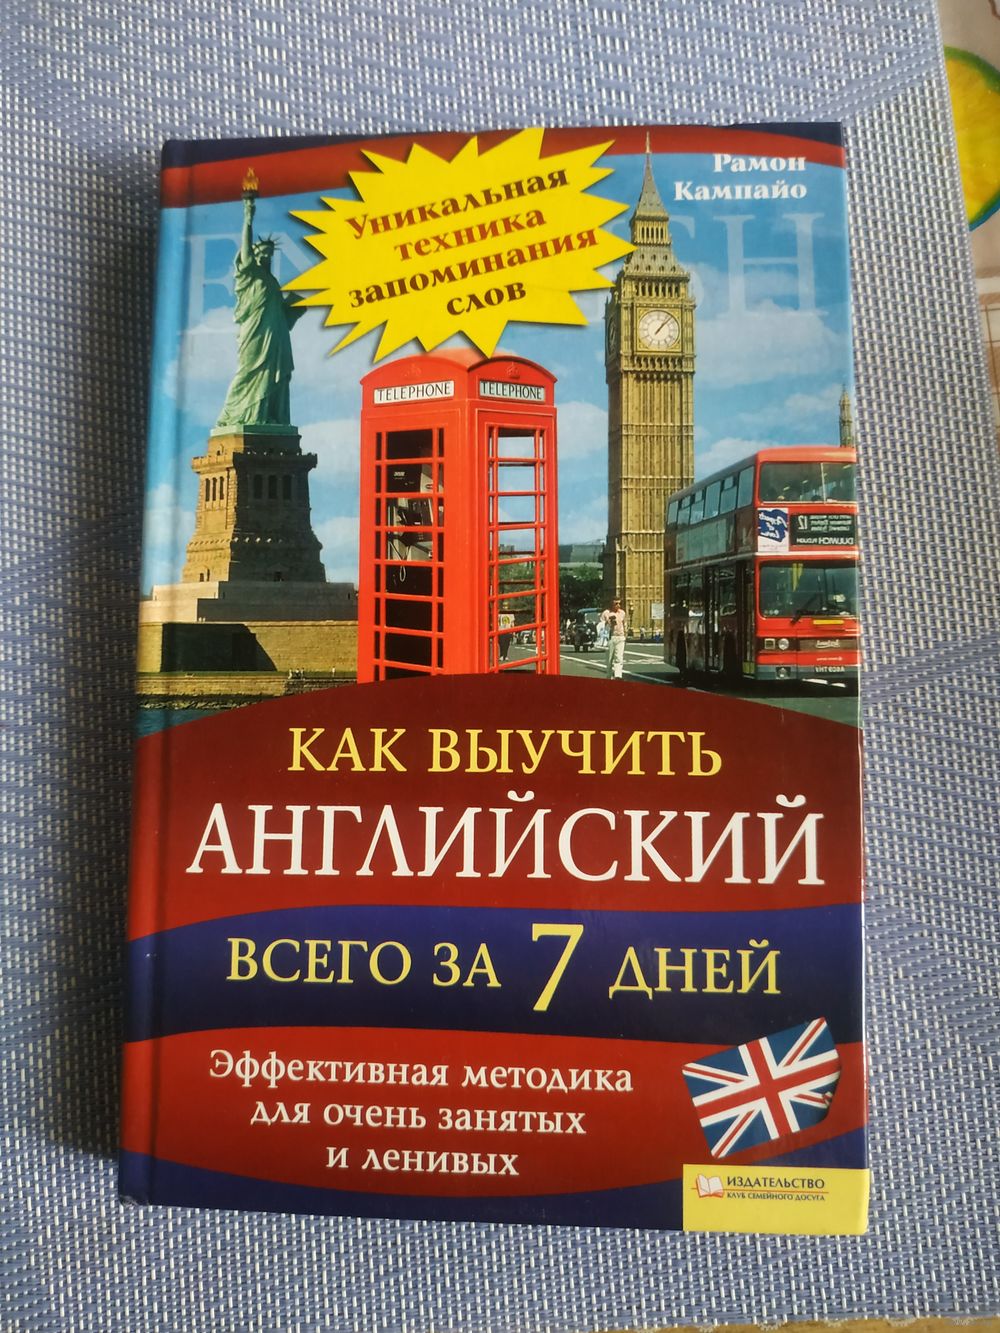 Рамон
Кампайо
Уникальная
техника
запоминания
слов
TELEPHONE
TELEPHONE
12
КАК ВЫУЧИТЬ
АНГЛИЙСКИЙ
ВСЕГО ЗА 7 ДНЕЙ
Эффективная методика
для очень занятых
и ленивых
ИЗДАТЕЛЬСТВО
КЛУБ СЕМЕЙНОГО ДОСУГА